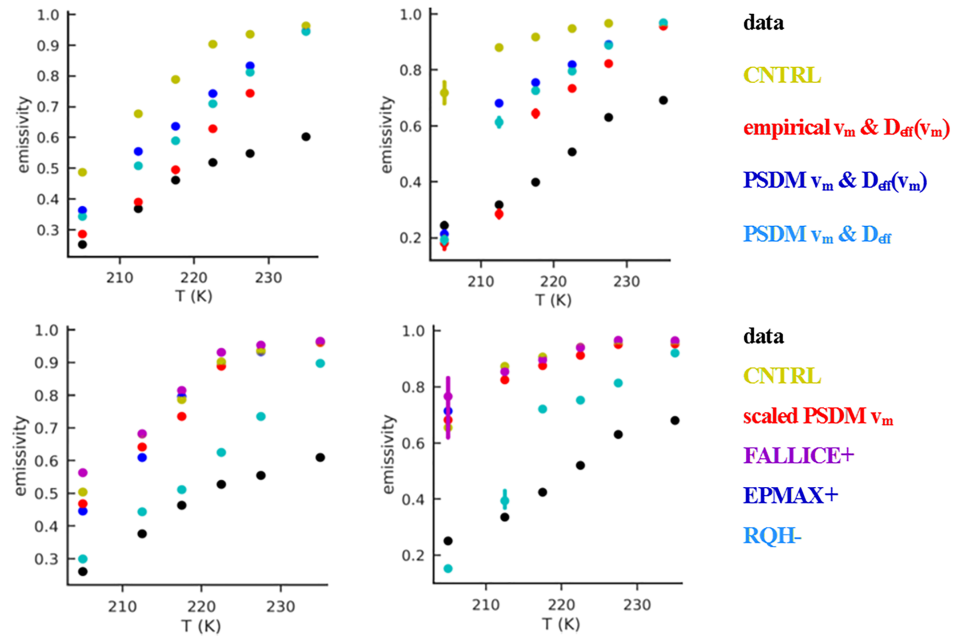 1.0
0.9
0.8
0.7
0.6
0.5
0.4
0.3
emissivity
210
220
230
T (K)
1.0
0.8
0.6
0.4
0.2
emissivity
210
220
230
T (K)
data
CNTRL
empirical vm & Deff(vm)
PSDM vm & Deff(vm)
PSDM vm & Deff
1.0
0.9
0.8
0.7
0.6
0.5
0.4
0.3
emissivity
210
220
230
T (K)
1.0
0.8
0.6
0.4
0.2
emissivity
210
220
230
T (K)
data
CNTRL
scaled PSDM vm
FALLICE+
EPMAX+
RQH-